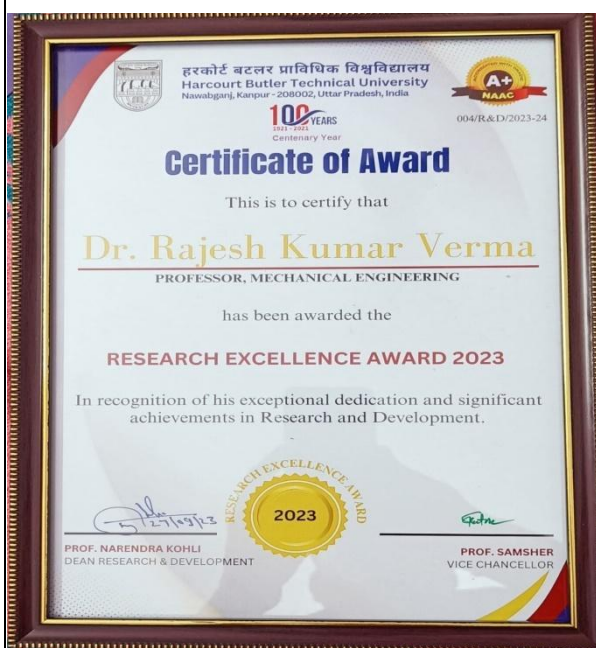 हरकोर्ट बटलर प्राविधिक विश्वविद्यालय
Harcourt Butler Technical University
Nawabganj, Kanpur - 208002, Uttar Pradesh, India
A+
NAAC
004/R&D/2023-24
100 YEARS
1921 - 2021
Centenary Year
Certificate of Award
This is to certify that
Dr. Rajesh Kumar Verma
PROFESSOR, MECHANICAL ENGINEERING
has been awarded the
RESEARCH EXCELLENCE AWARD 2023
In recognition of his exceptional dedication and significant
achievements in Research and Development.
RESEARCH EXCELLENCE AWARD
2023
27/09/23
PROF. NARENDRA KOHLI
DEAN RESEARCH & DEVELOPMENT
PROF. SAMSHER
VICE CHANCELLOR